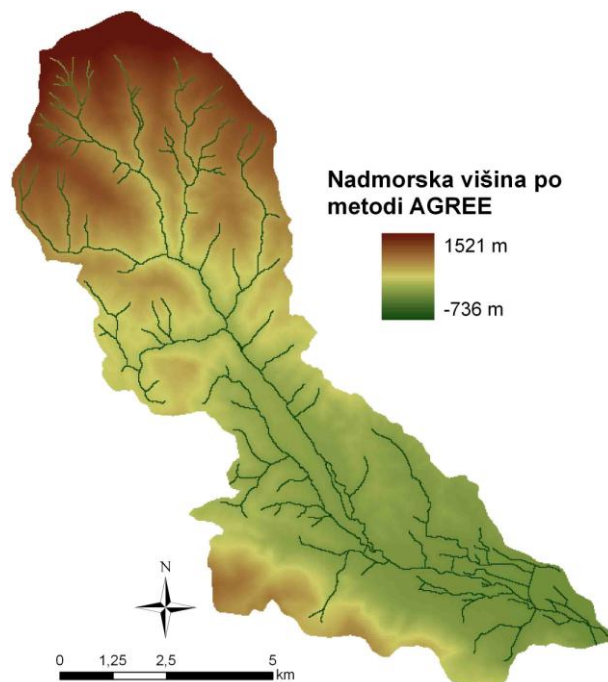 Nadmorska višina po
metodi AGREE
1521 m
-736 m
N
0 1,25 2,5 5
km